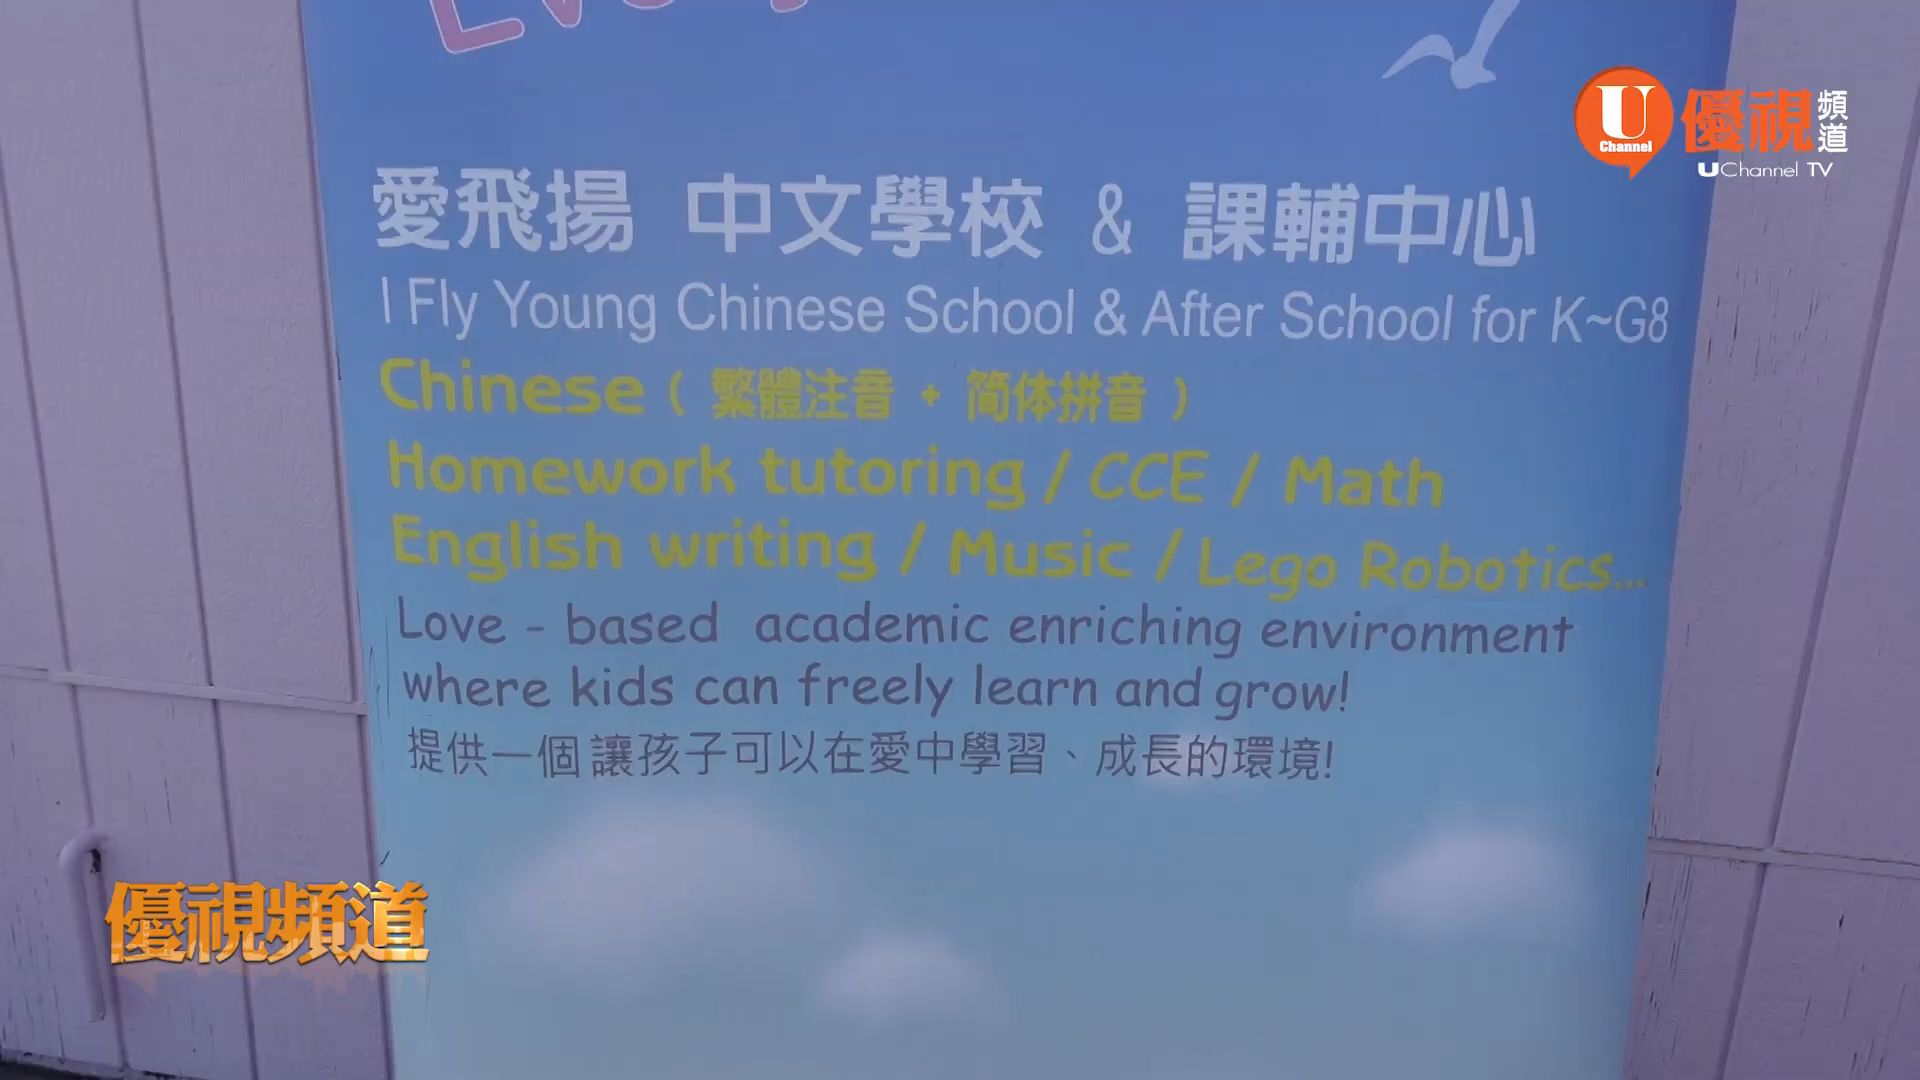 U Channel 優視頻道
UChannel TV
愛飛揚 中文學校 & 課輔中心
I Fly Young Chinese School & After School for K~G8
Chinese ( 繁體注音 + 简体拼音 )
Homework tutoring / CCE / Math
English writing / Music / Lego Robotics...
Love - based academic enriching environment
where kids can freely learn and grow!
提供一個 讓孩子可以在愛中學習、成長的環境!
優視頻道